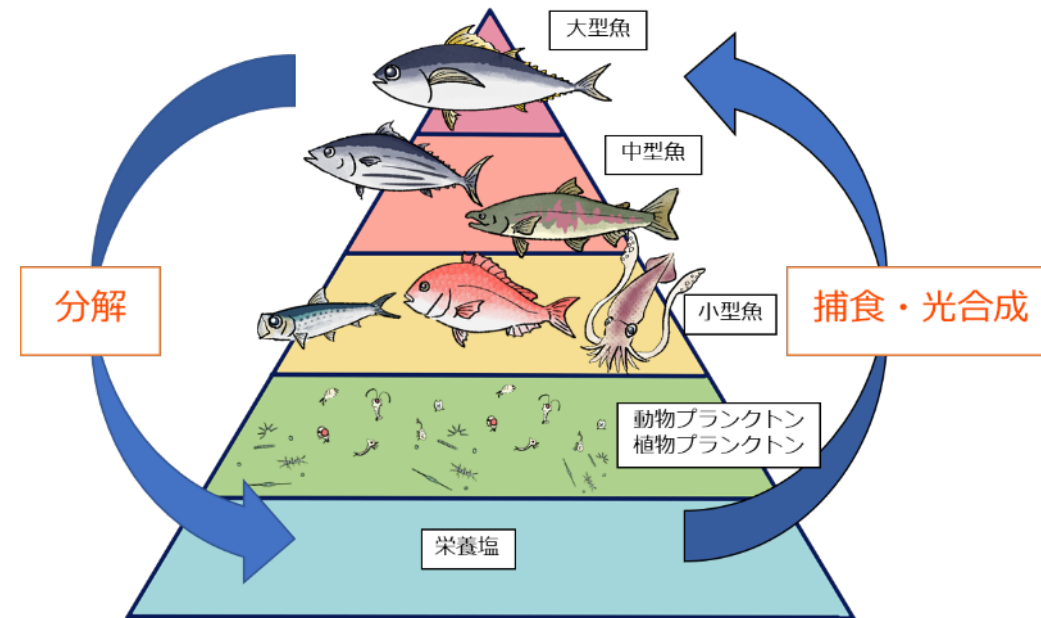 大型魚
中型魚
分解
小型魚
捕食・光合成
動物プランクトン
植物プランクトン
栄養塩